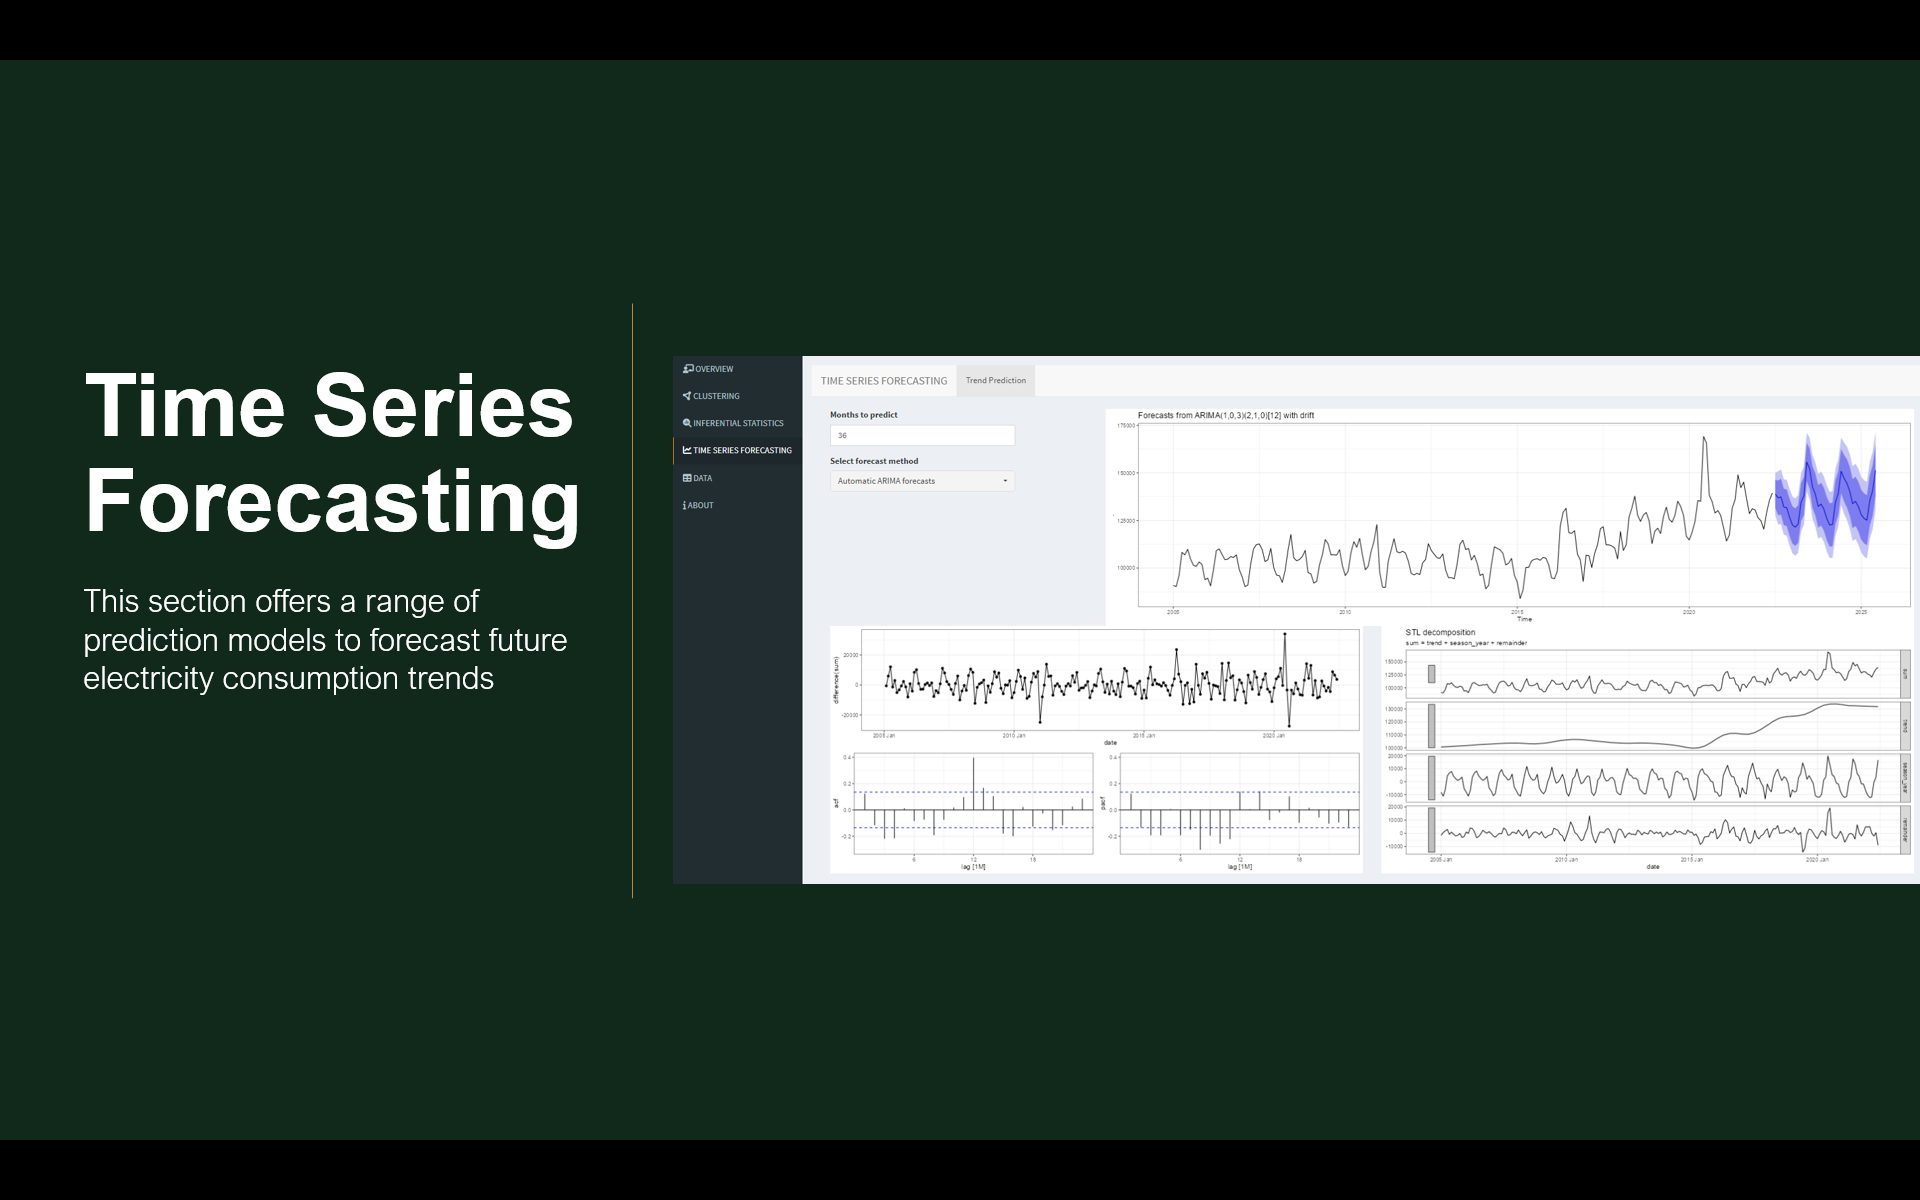 Time Series
Forecasting
This section offers a range of
prediction models to forecast future
electricity consumption trends
OVERVIEW
CLUSTERING
INFERENTIAL STATISTICS
TIME SERIES FORECASTING
DATA
ABOUT
TIME SERIES FORECASTING
Trend Prediction
Months to predict
36
Select forecast method
Automatic ARIMA forecasts
Forecasts from ARIMA(1,0,3)(2,1,0)[12] with drift
175000
150000
125000
100000
2005 2010 2015 2020 2025
Time
difference(sum)
20000
0
-20000
2005 Jan 2010 Jan 2015 Jan 2020 Jan
date
acf
0.4
0.2
0.0
-0.2
6 12 18
lag [1M]
pacf
0.4
0.2
0.0
-0.2
6 12 18
lag [1M]
STL decomposition
sum = trend + season_year + remainder
150000
125000
100000
sum
130000
120000
110000
100000
trend
20000
10000
0
-10000
20000
10000
0
-10000
remainder
2005 Jan 2010 Jan 2015 Jan 2020 Jan
date